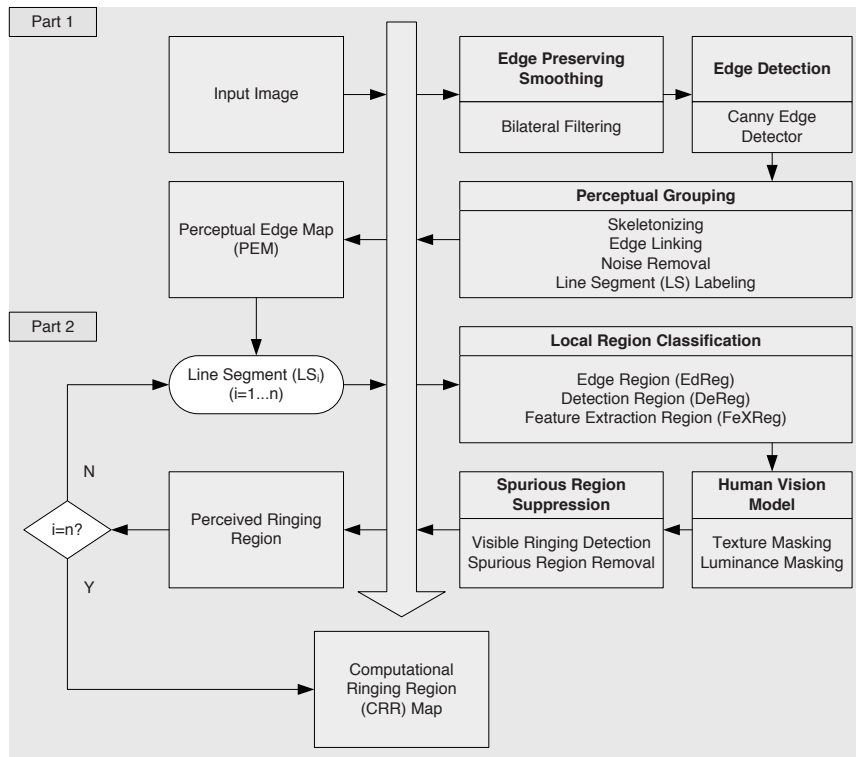 Part 1
Input Image
Edge Preserving
Smoothing
Bilateral Filtering
Edge Detection
Canny Edge
Detector
Perceptual Grouping
Skeletonizing
Edge Linking
Noise Removal
Line Segment (LS) Labeling
Perceptual Edge Map
(PEM)
Part 2
Line Segment (LSi)
(i=1...n)
Local Region Classification
Edge Region (EdReg)
Detection Region (DeReg)
Feature Extraction Region (FeXReg)
Human Vision
Model
Texture Masking
Luminance Masking
Spurious Region
Suppression
Visible Ringing Detection
Spurious Region Removal
Perceived Ringing
Region
N
i=n?
Y
Computational
Ringing Region
(CRR) Map